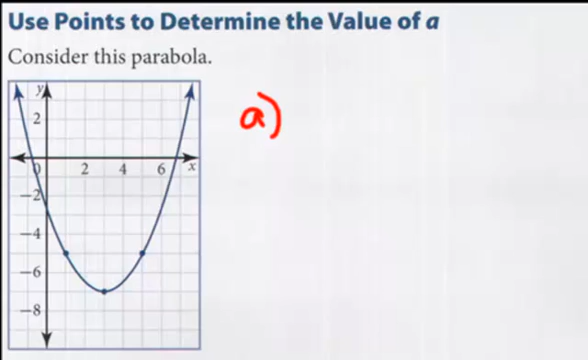 Use Points to Determine the Value of a
Consider this parabola.
a)
y
2
0
2
4
6
x
−2
−4
−6
−8